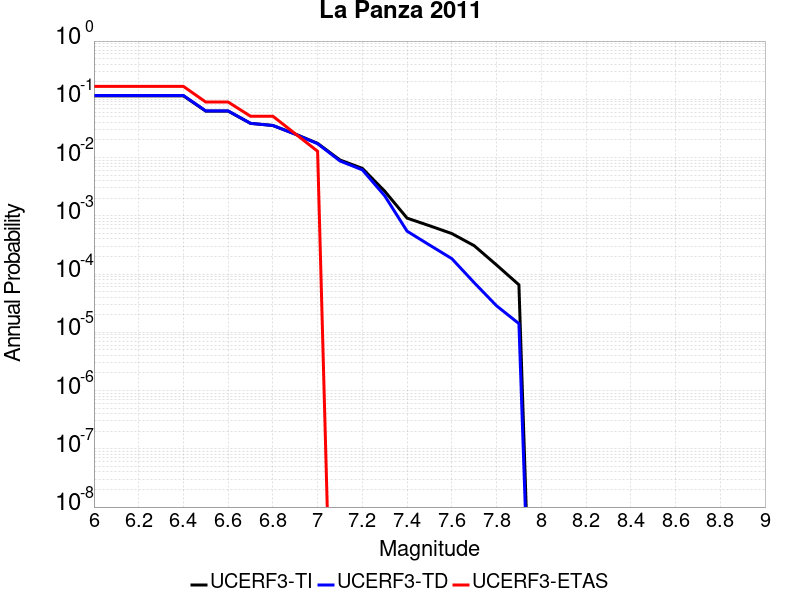 La Panza 2011
10 0
10 -1
10 -2
10 -3
10 -4
10 -5
10 -6
10 -7
10 -8
Annual Probability
6 6.2 6.4 6.6 6.8 7 7.2 7.4 7.6 7.8 8 8.2 8.4 8.6 8.8 9
Magnitude
UCERF3-TI UCERF3-TD UCERF3-ETAS